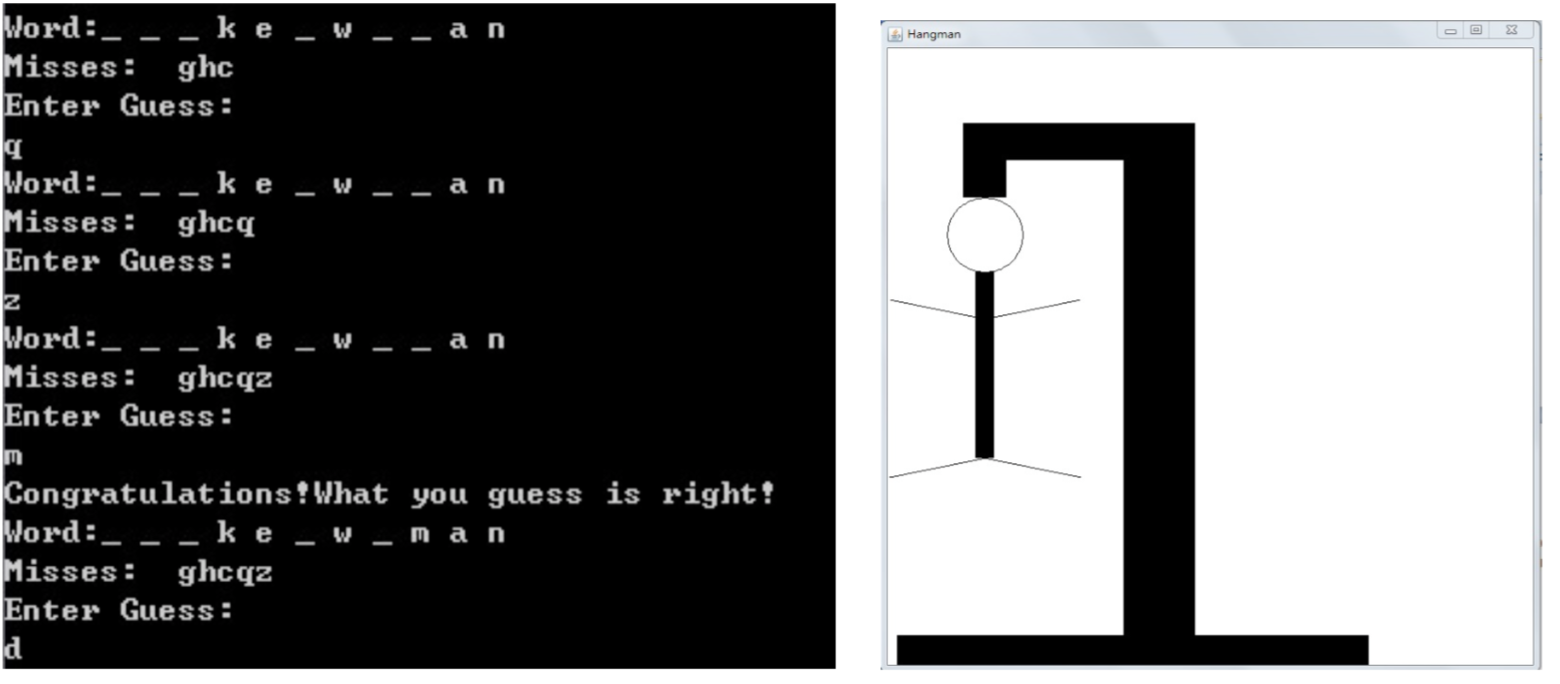 Word:_ _ _ k e _ w _ _ a n
Misses:  ghc
Enter Guess:
q
Word:_ _ _ k e _ w _ _ a n
Misses:  ghcq
Enter Guess:
z
Word:_ _ _ k e _ w _ _ a n
Misses:  ghcqz
Enter Guess:
m
Congratulations!What you guess is right!
Word:_ _ _ k e _ w _ m a n
Misses:  ghcqz
Enter Guess:
d
Hangman